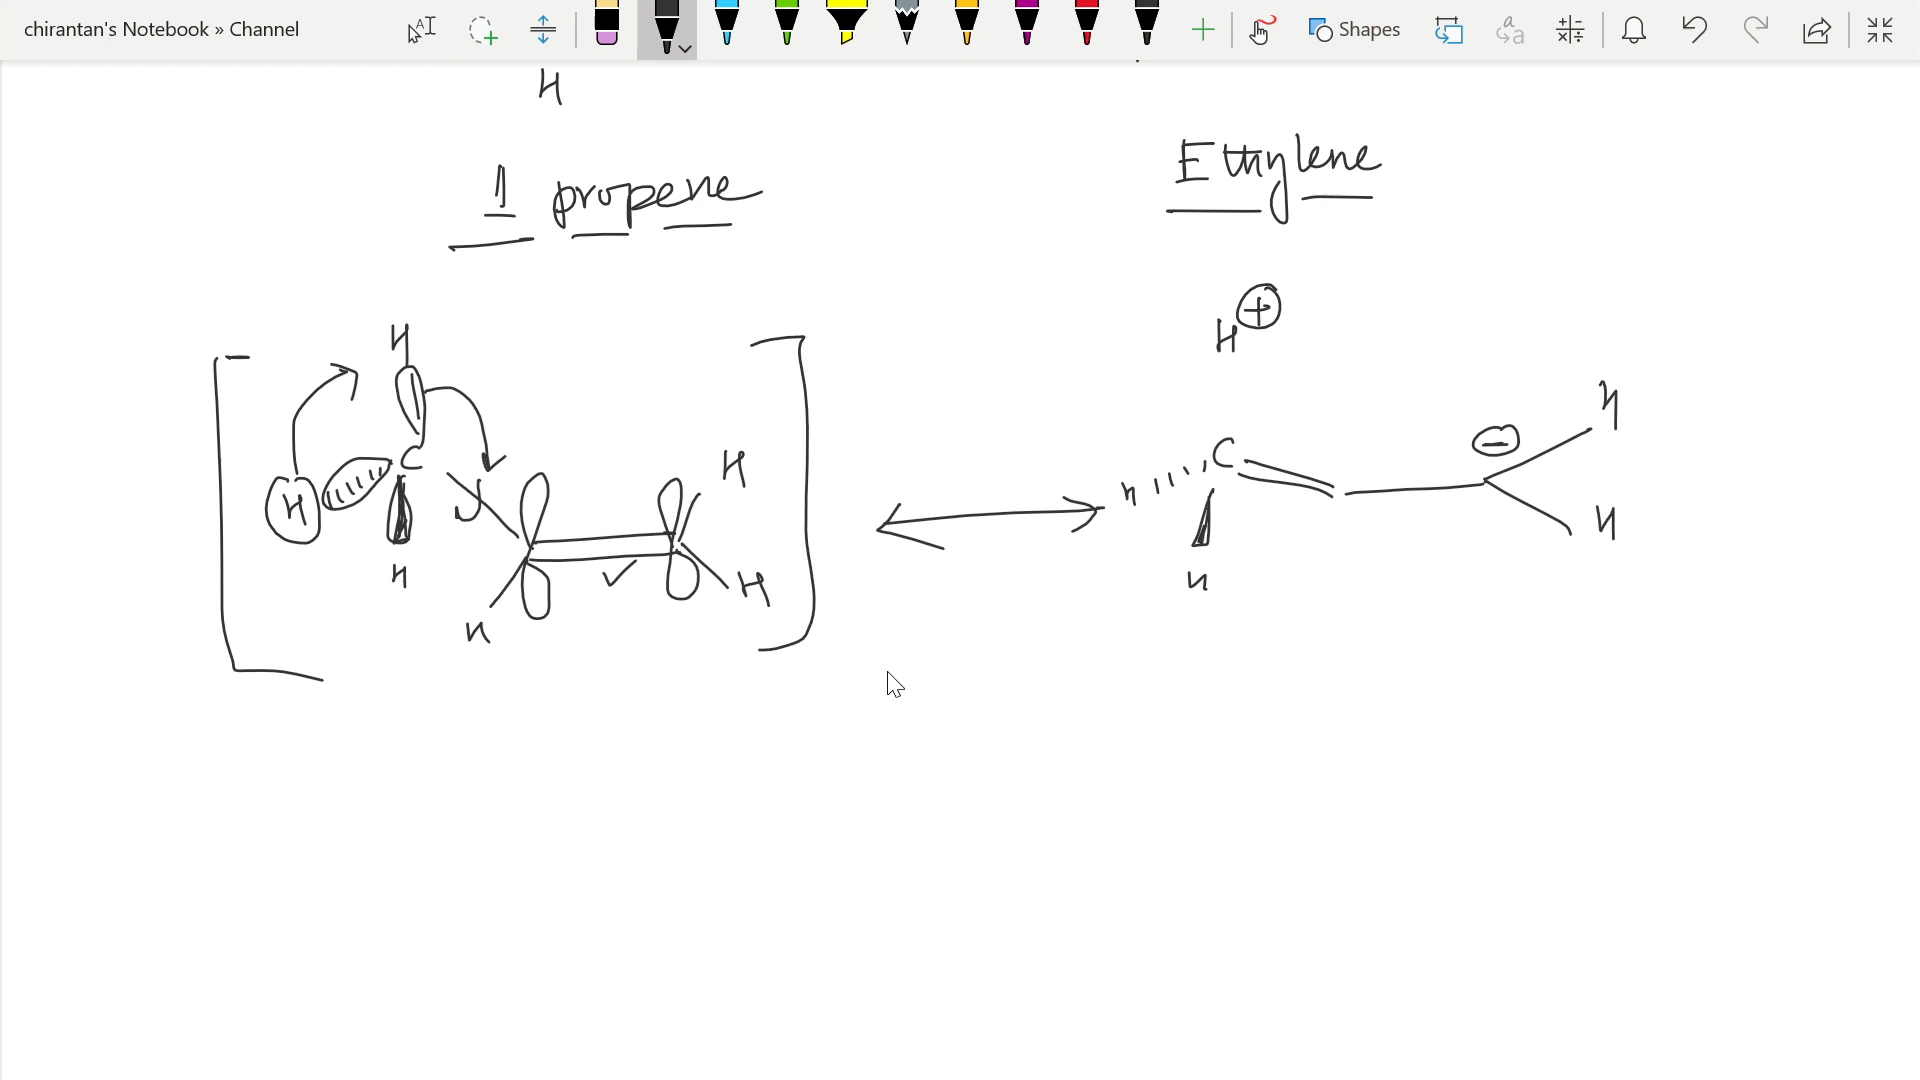 chirantan's Notebook » Channel
Shapes
H
1 propene
Ethylene
H
H ⊕
H
C
H
H
H
H
H
C
H
H
H
⊖
H
H